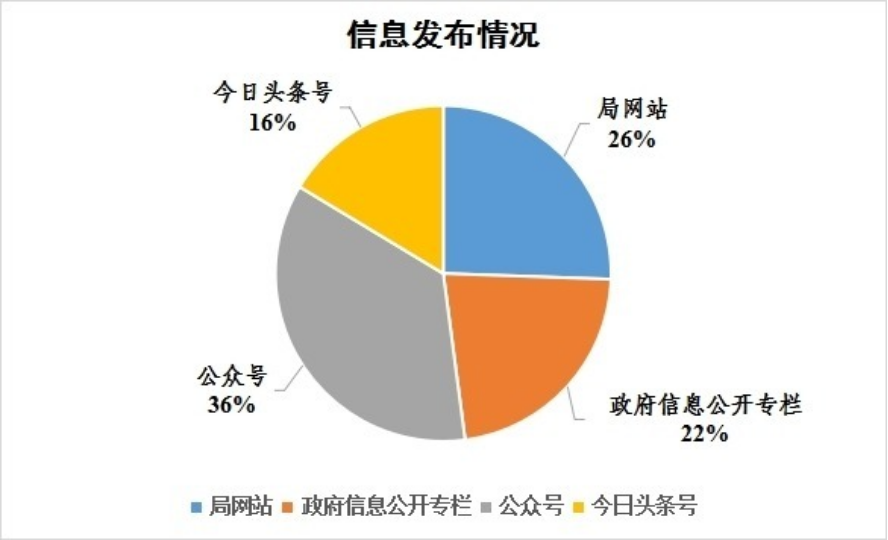 信息发布情况
今日头条号
16%
局网站
26%
公众号
36%
政府信息公开专栏
22%
局网站 政府信息公开专栏 公众号 今日头条号